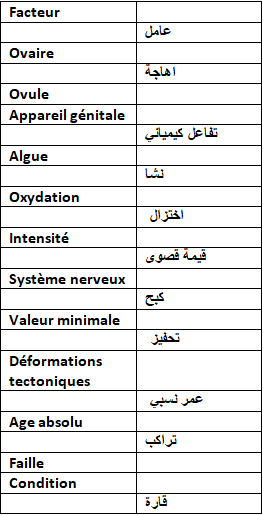 Facteur
عامل
Ovaire
اهاجة
Ovule
Appareil génitale
تفاعل كيميائي
Algue
نشا
Oxydation
اختزال
Intensité
قيمة قصوى
Système nerveux
كبح
Valeur minimale
تحفيز
Déformations
tectoniques
عمر نسبي
Age absolu
تراكب
Faille
Condition
قارة